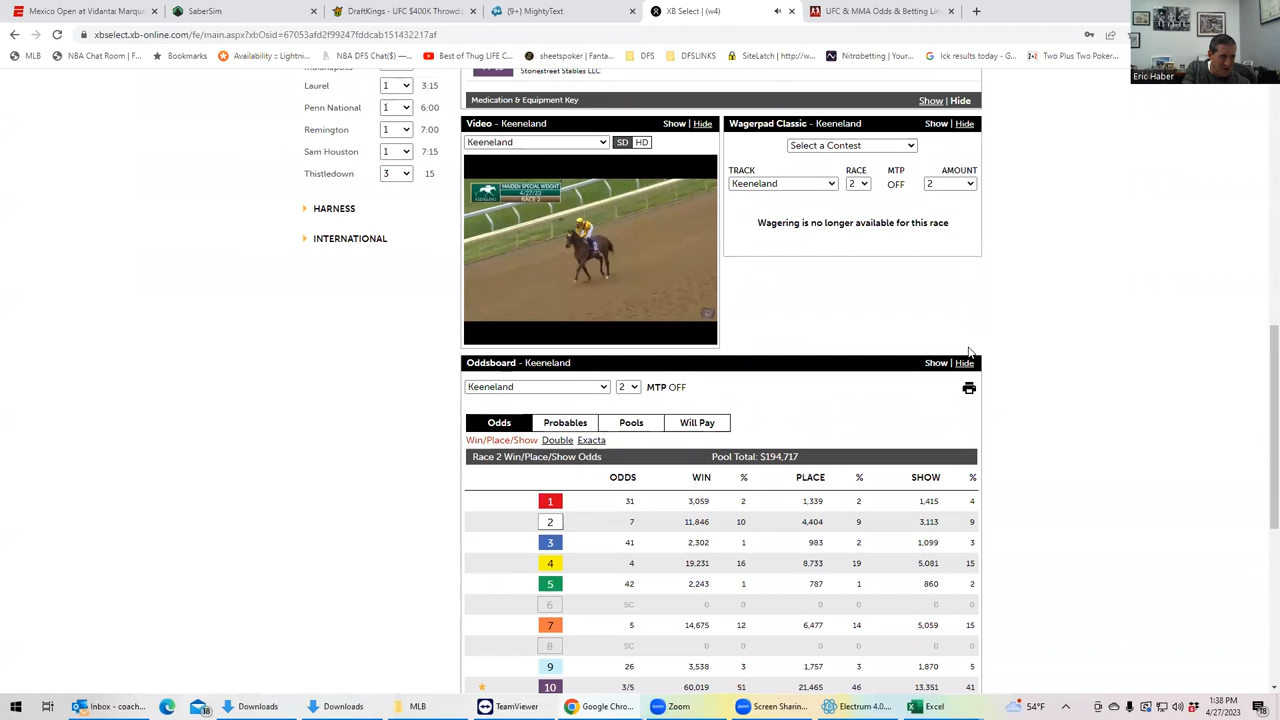 Mexico Open at Vidanta: Marque
SaberSim
DraftKings - UFC $400K Throwd
(9+) MightyText
XB Select | (w4)
UFC & MMA Odds & Betting Lin
xbselect.xb-online.com/fe/main.aspx?xbOsid=67053afd2f99247fddcab151432217af
MLB
NBA Chat Room | F...
Bookmarks
Available :: Lightni...
NBA DFS Chat($)...
Best of Thug LIFE C...
sheetspoker | Fanta...
DFS
DFSLINKS
SiteLatch | http://w...
Nitrobetting | Your...
lck results today - G...
Two Plus Two Poker...
Eric Haber
Indianapolis
Laurel 1 3:15
Penn National 1 6:00
Remington 1 7:00
Sam Houston 1 7:15
Thistledown 3 15
HARNESS
INTERNATIONAL
Stonestreet Stables LLC
Medication & Equipment Key Show | Hide
Video - Keeneland Show | Hide
Keeneland SD HD
MAIDEN SPECIAL WEIGHT
4/27/23
RACE 2
Wagerpad Classic - Keeneland Show | Hide
Select a Contest
TRACK RACE MTP AMOUNT
Keeneland 2 OFF 2
Wagering is no longer available for this race
Oddsboard - Keeneland Show | Hide
Keeneland 2 MTP OFF
Odds Probables Pools Will Pay
Win/Place/Show Double Exacta
Race 2 Win/Place/Show Odds Pool Total: $194,717
ODDS WIN % PLACE % SHOW %
1 31 3,059 2 1,339 2 1,415 4
2 7 11,846 10 4,404 9 3,113 9
3 41 2,302 1 983 2 1,099 3
4 4 19,231 16 8,733 19 5,081 15
5 42 2,243 1 787 1 860 2
6 SC 0 0 0 0 0 0
7 5 14,675 12 6,477 14 5,059 15
8 SC 0 0 0 0 0 0
9 26 3,538 3 1,757 3 1,870 5
10 3/5 60,019 51 21,465 46 13,351 41
Inbox - coach...
18
Downloads
Downloads
MLB
TeamViewer
Google Chro...
Zoom
Screen Sharin...
Electrum 4.0....
Excel
54°F
1:38 PM
4/27/2023